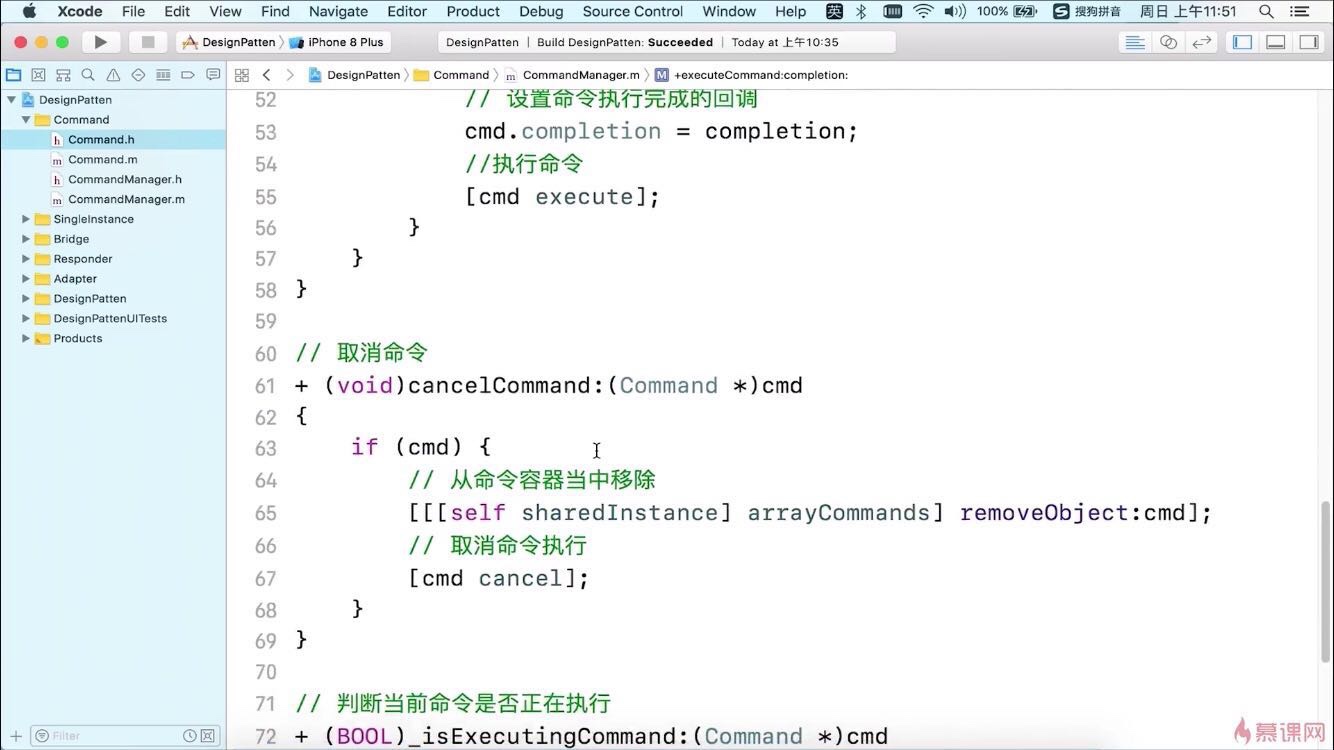 Xcode File Edit View Find Navigate Editor Product Debug Source Control Window Help 英 100% S 搜狗拼音 周日 上午11:51
DesignPatten iPhone 8 Plus DesignPatten | Build DesignPatten: Succeeded | Today at 上午10:35
DesignPatten Command m CommandManager.m M +executeCommand:completion:
DesignPatten
Command
h Command.h
m Command.m
h CommandManager.h
m CommandManager.m
SingleInstance
Bridge
Responder
Adapter
DesignPatten
DesignPattenUITests
Products
Filter
52 // 设置命令执行完成的回调
53 cmd.completion = completion;
54 //执行命令
55 [cmd execute];
56 }
57 }
58 }
59
60 // 取消命令
61 + (void)cancelCommand:(Command *)cmd
62 {
63 if (cmd) {
64 // 从命令容器当中移除
65 [[[self sharedInstance] arrayCommands] removeObject:cmd];
66 // 取消命令执行
67 [cmd cancel];
68 }
69 }
70
71 // 判断当前命令是否正在执行
72 + (BOOL)_isExecutingCommand:(Command *)cmd
慕课网